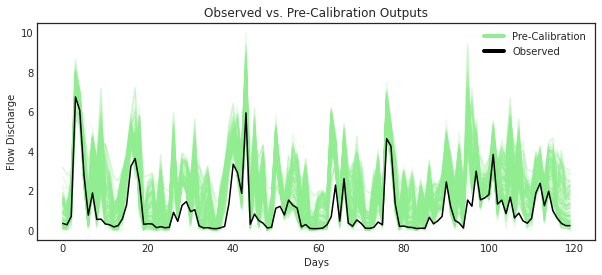 Observed vs. Pre-Calibration Outputs
10
8
6
4
2
0
Flow Discharge
Pre-Calibration
Observed
0 20 40 60 80 100 120
Days